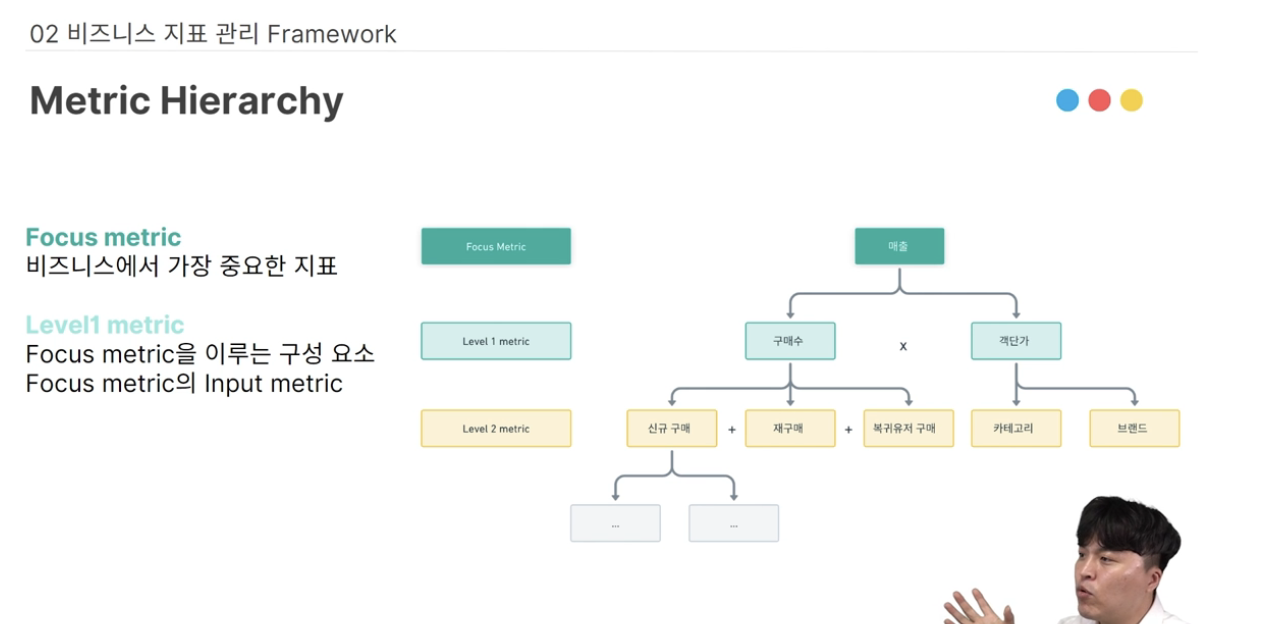 02 비즈니스 지표 관리 Framework
Metric Hierarchy
Focus metric
비즈니스에서 가장 중요한 지표
Level1 metric
Focus metric을 이루는 구성 요소
Focus metric의 Input metric
Focus Metric
매출
Level 1 metric
구매수
x
객단가
Level 2 metric
신규 구매
+
재구매
+
복귀유저 구매
카테고리
브랜드
...
...